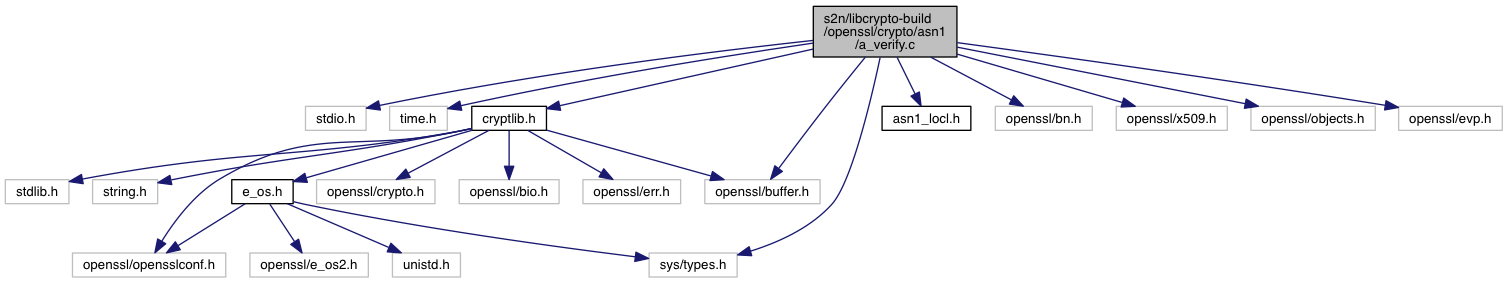 s2n/libcrypto-build
/openssl/crypto/asn1
/a_verify.c
stdio.h
time.h
cryptlib.h
asn1_locl.h
openssl/bn.h
openssl/x509.h
openssl/objects.h
openssl/evp.h
stdlib.h
string.h
e_os.h
openssl/crypto.h
openssl/bio.h
openssl/err.h
openssl/buffer.h
openssl/opensslconf.h
openssl/e_os2.h
unistd.h
sys/types.h